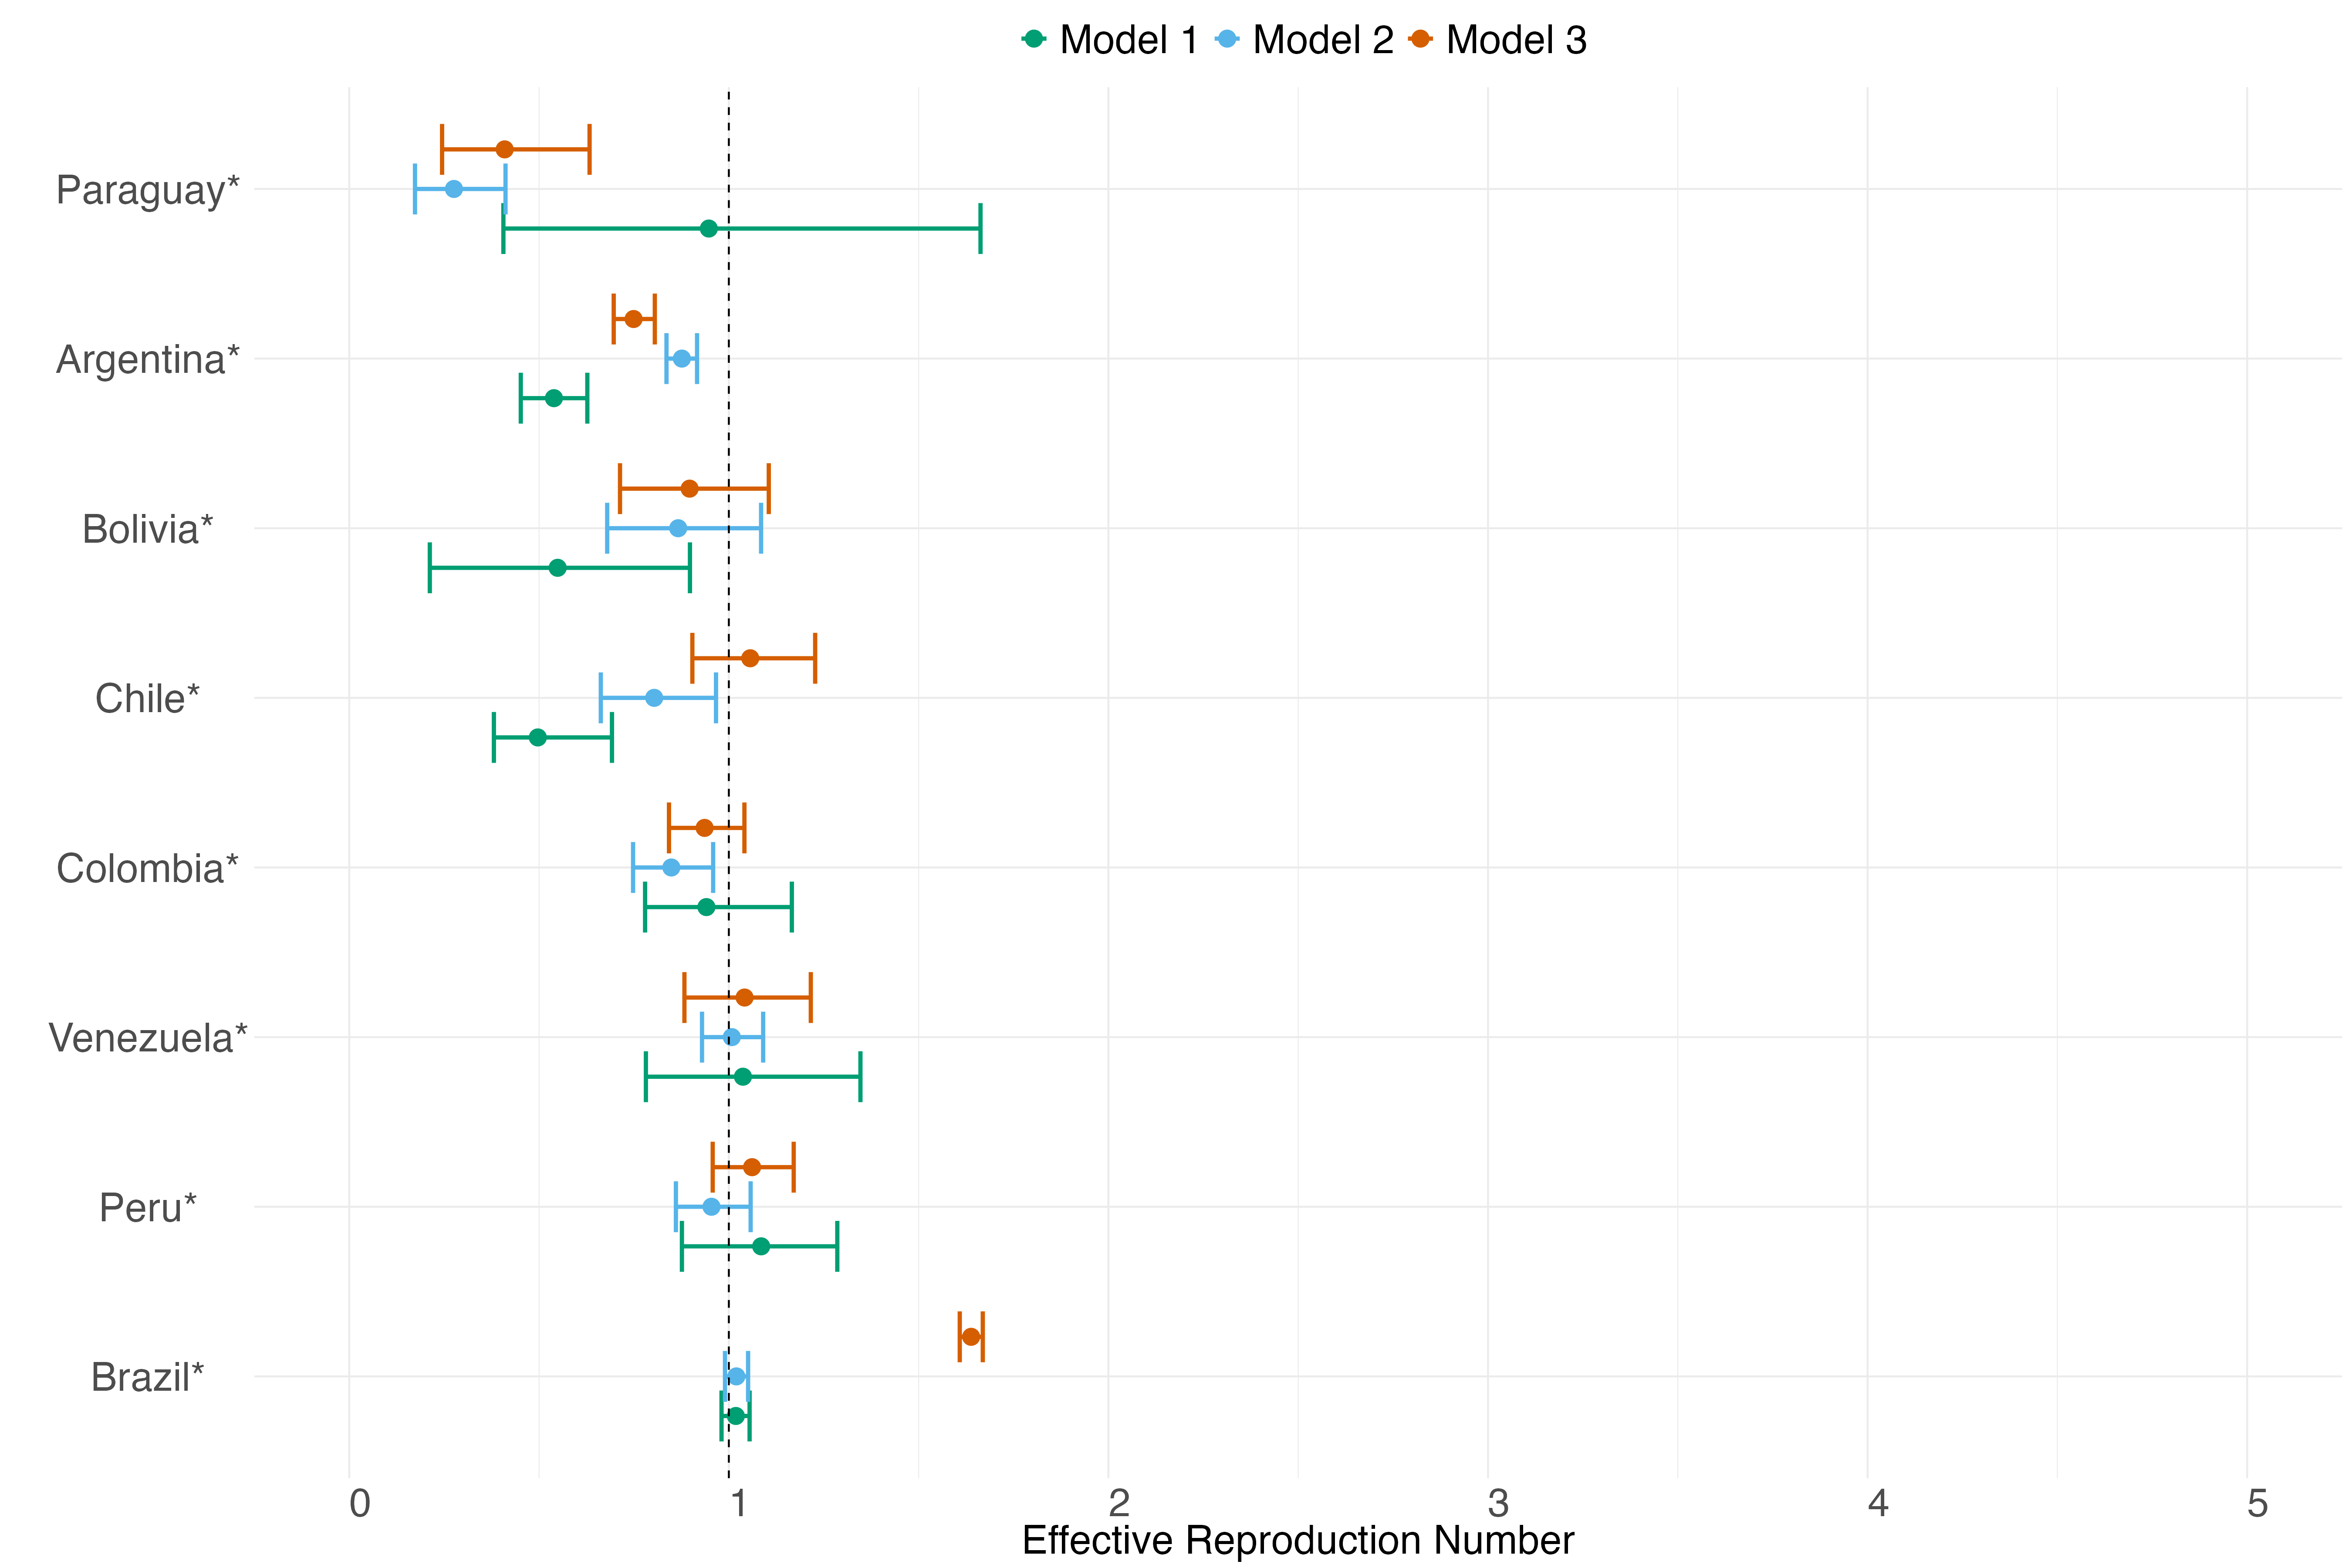 Model 1 Model 2 Model 3
Paraguay*
Argentina*
Bolivia*
Chile*
Colombia*
Venezuela*
Peru*
Brazil*
0 1 2 3 4 5
Effective Reproduction Number